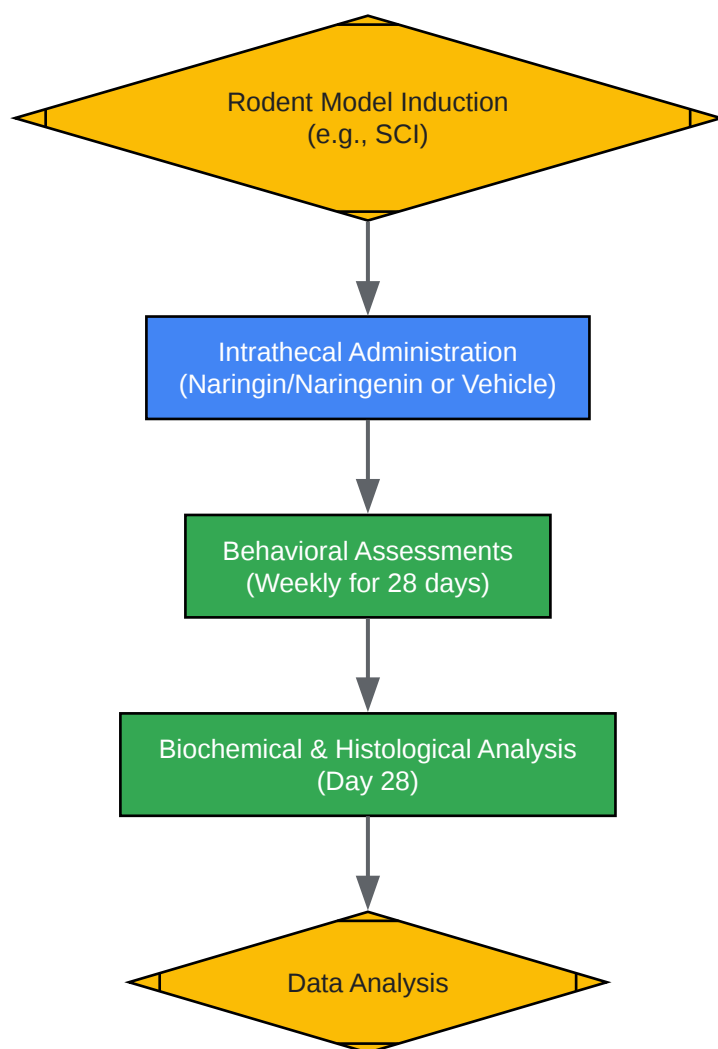 Rodent Model Induction
(e.g., SCI)
Intrathecal Administration
(Naringin/Naringenin or Vehicle)
Behavioral Assessments
(Weekly for 28 days)
Biochemical & Histological Analysis
(Day 28)
Data Analysis